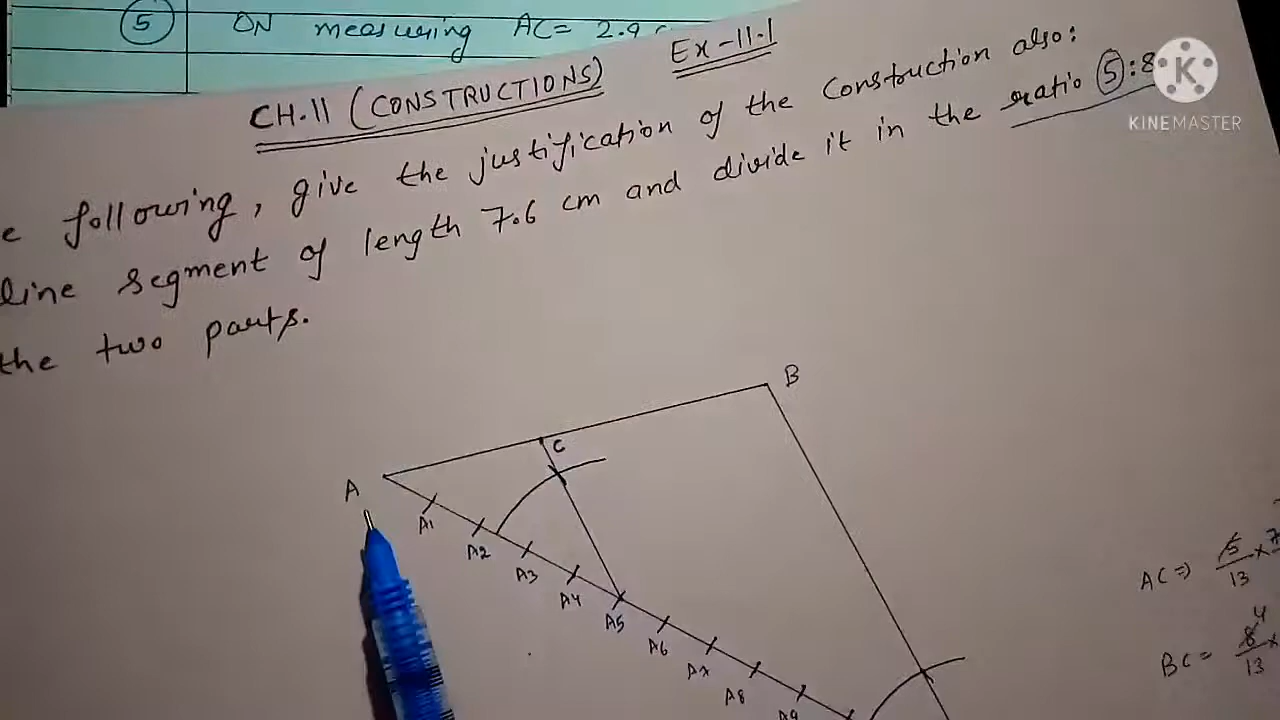 5 ON measuring AC= 2.9
CH.11 (CONSTRUCTIONS) Ex-11.1
e following, give the justification of the construction also:
line segment of length 7.6 cm and divide it in the ratio 5:8
the two parts.
KINEMASTER
B
C
A
A1
A2
A3
A4
A5
A6
A7
A8
A9
AC => 5/13 × 7
BC = 8/13 ×
4